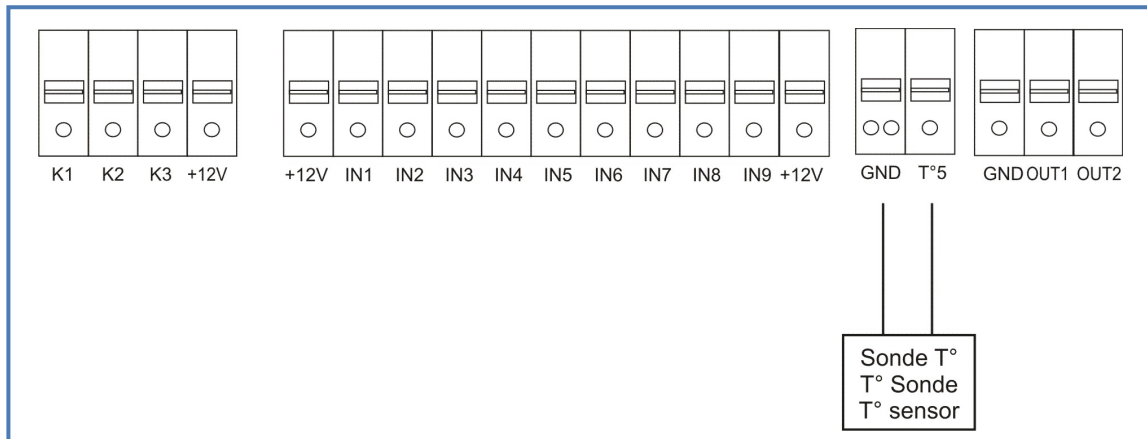 K1 K2 K3 +12V +12V IN1 IN2 IN3 IN4 IN5 IN6 IN7 IN8 IN9 +12V GND T°5 GND OUT1 OUT2
Sonde T°
T° Sonde
T° sensor